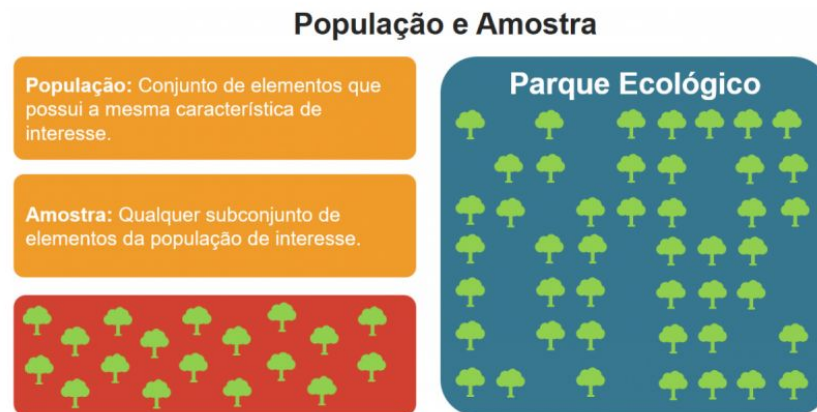 População e Amostra
População: Conjunto de elementos que
possui a mesma característica de
interesse.
Amostra: Qualquer subconjunto de
elementos da população de interesse.
Parque Ecológico